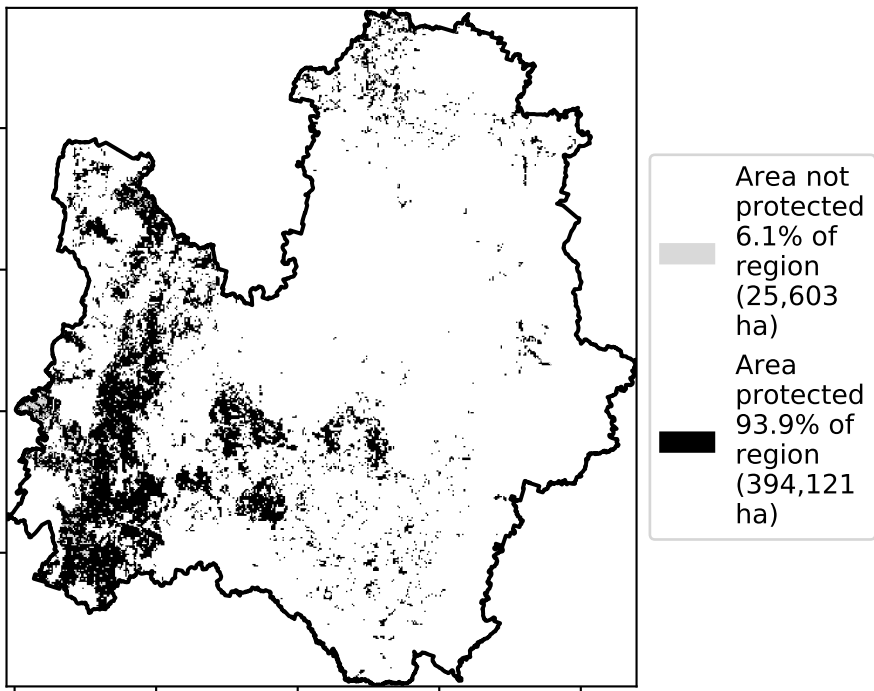 Area not
protected
6.1% of
region
(25,603
ha)
Area
protected
93.9% of
region
(394,121
ha)